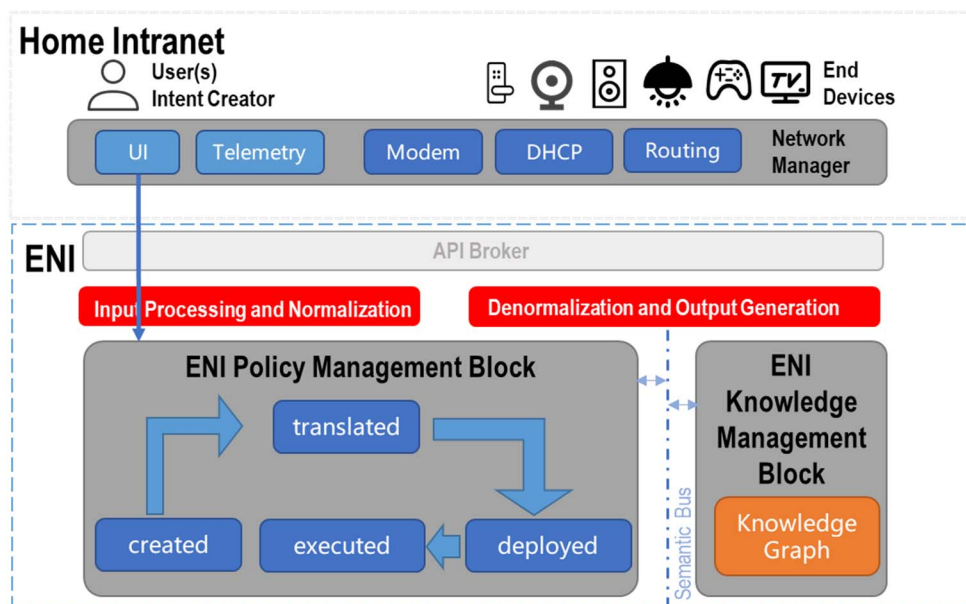 Home Intranet
User(s)
Intent Creator
TV
End
Devices
UI
Telemetry
Modem
DHCP
Routing
Network
Manager
ENI
API Broker
Input Processing and Normalization
Denormalization and Output Generation
ENI Policy Management Block
translated
created
executed
deployed
Semantic Bus
ENI
Knowledge
Management
Block
Knowledge
Graph